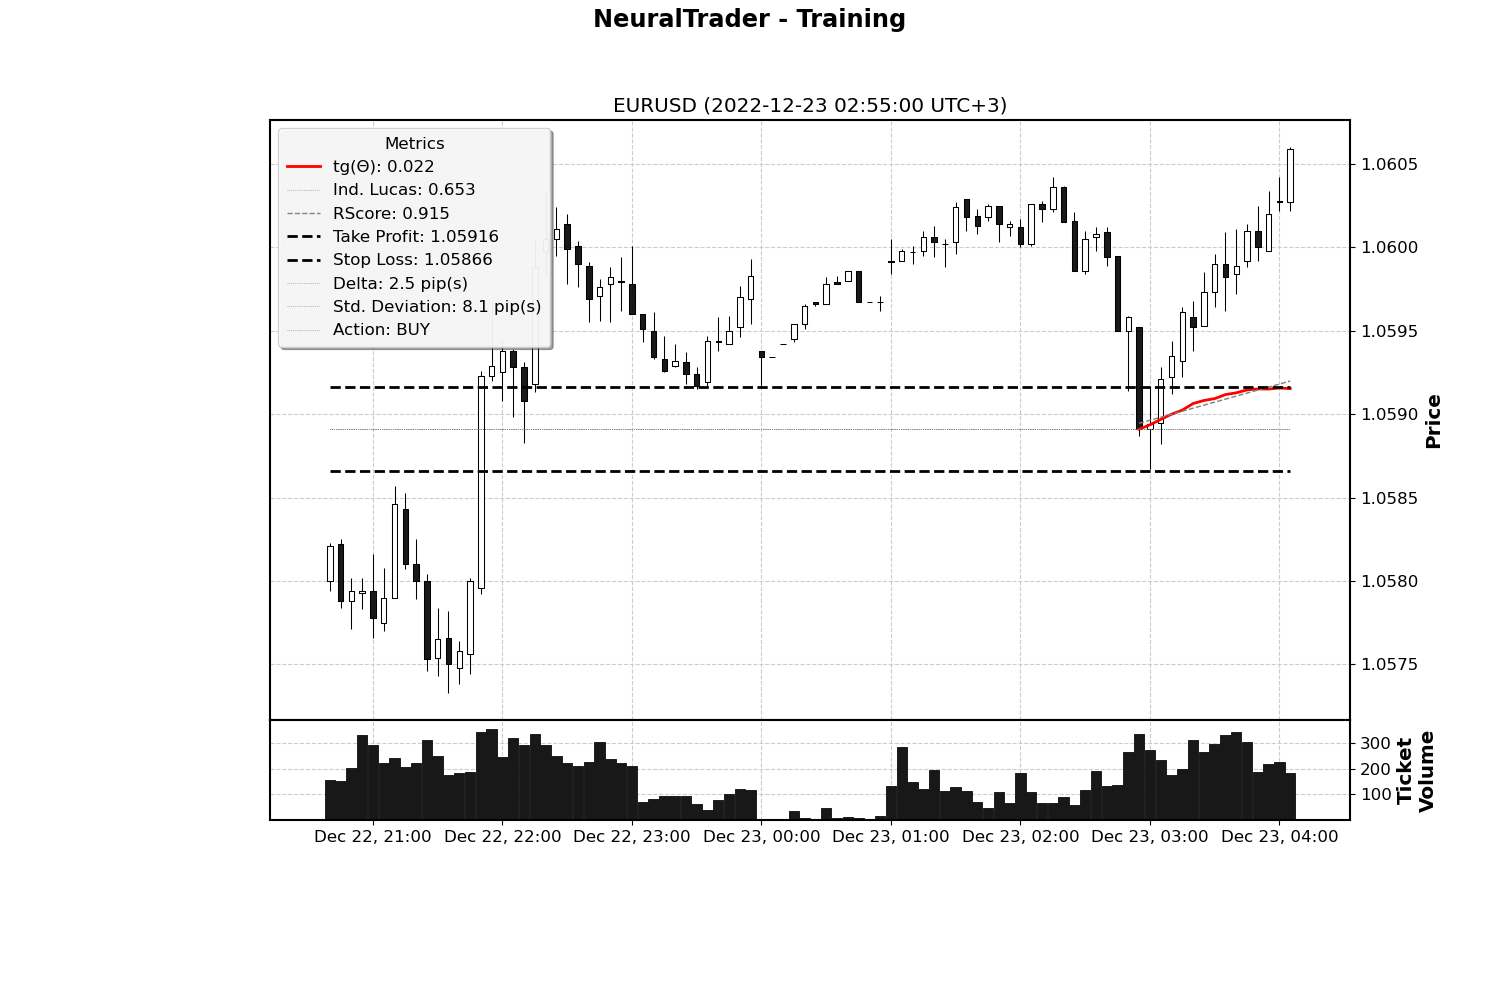 NeuralTrader - Training
EURUSD (2022-12-23 02:55:00 UTC+3)
Metrics
tg(Θ): 0.022
Ind. Lucas: 0.653
RScore: 0.915
Take Profit: 1.05916
Stop Loss: 1.05866
Delta: 2.5 pip(s)
Std. Deviation: 8.1 pip(s)
Action: BUY
1.0605
1.0600
1.0595
1.0590
1.0585
1.0580
1.0575
Price
300
200
100
Ticket
Volume
Dec 22, 21:00 Dec 22, 22:00 Dec 22, 23:00 Dec 23, 00:00 Dec 23, 01:00 Dec 23, 02:00 Dec 23, 03:00 Dec 23, 04:00